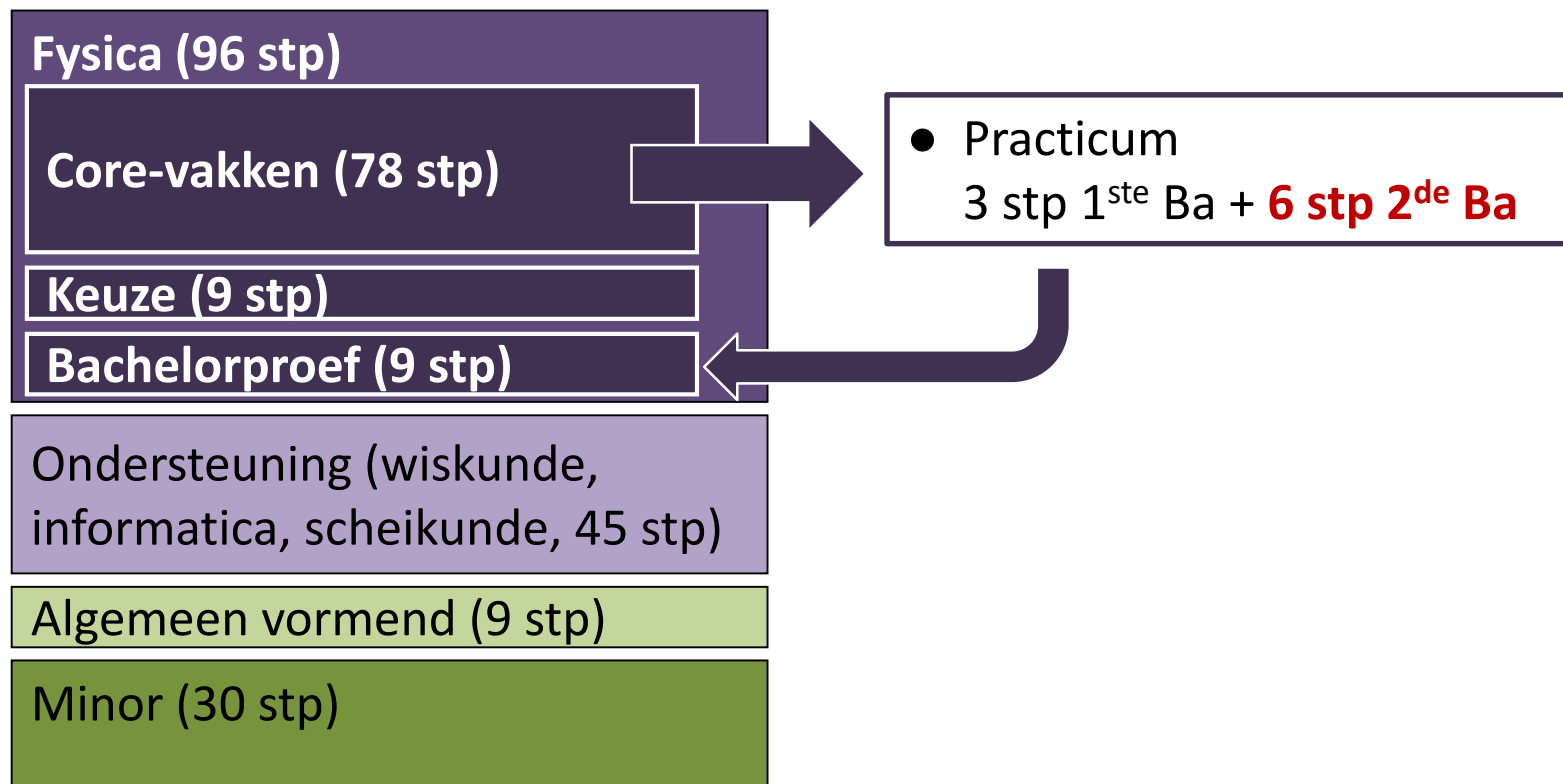 Fysica (96 stp)
Core-vakken (78 stp)
Keuze (9 stp)
Bachelorproef (9 stp)
● Practicum
3 stp 1ste Ba + 6 stp 2de Ba
Ondersteuning (wiskunde,
informatica, scheikunde, 45 stp)
Algemeen vormend (9 stp)
Minor (30 stp)